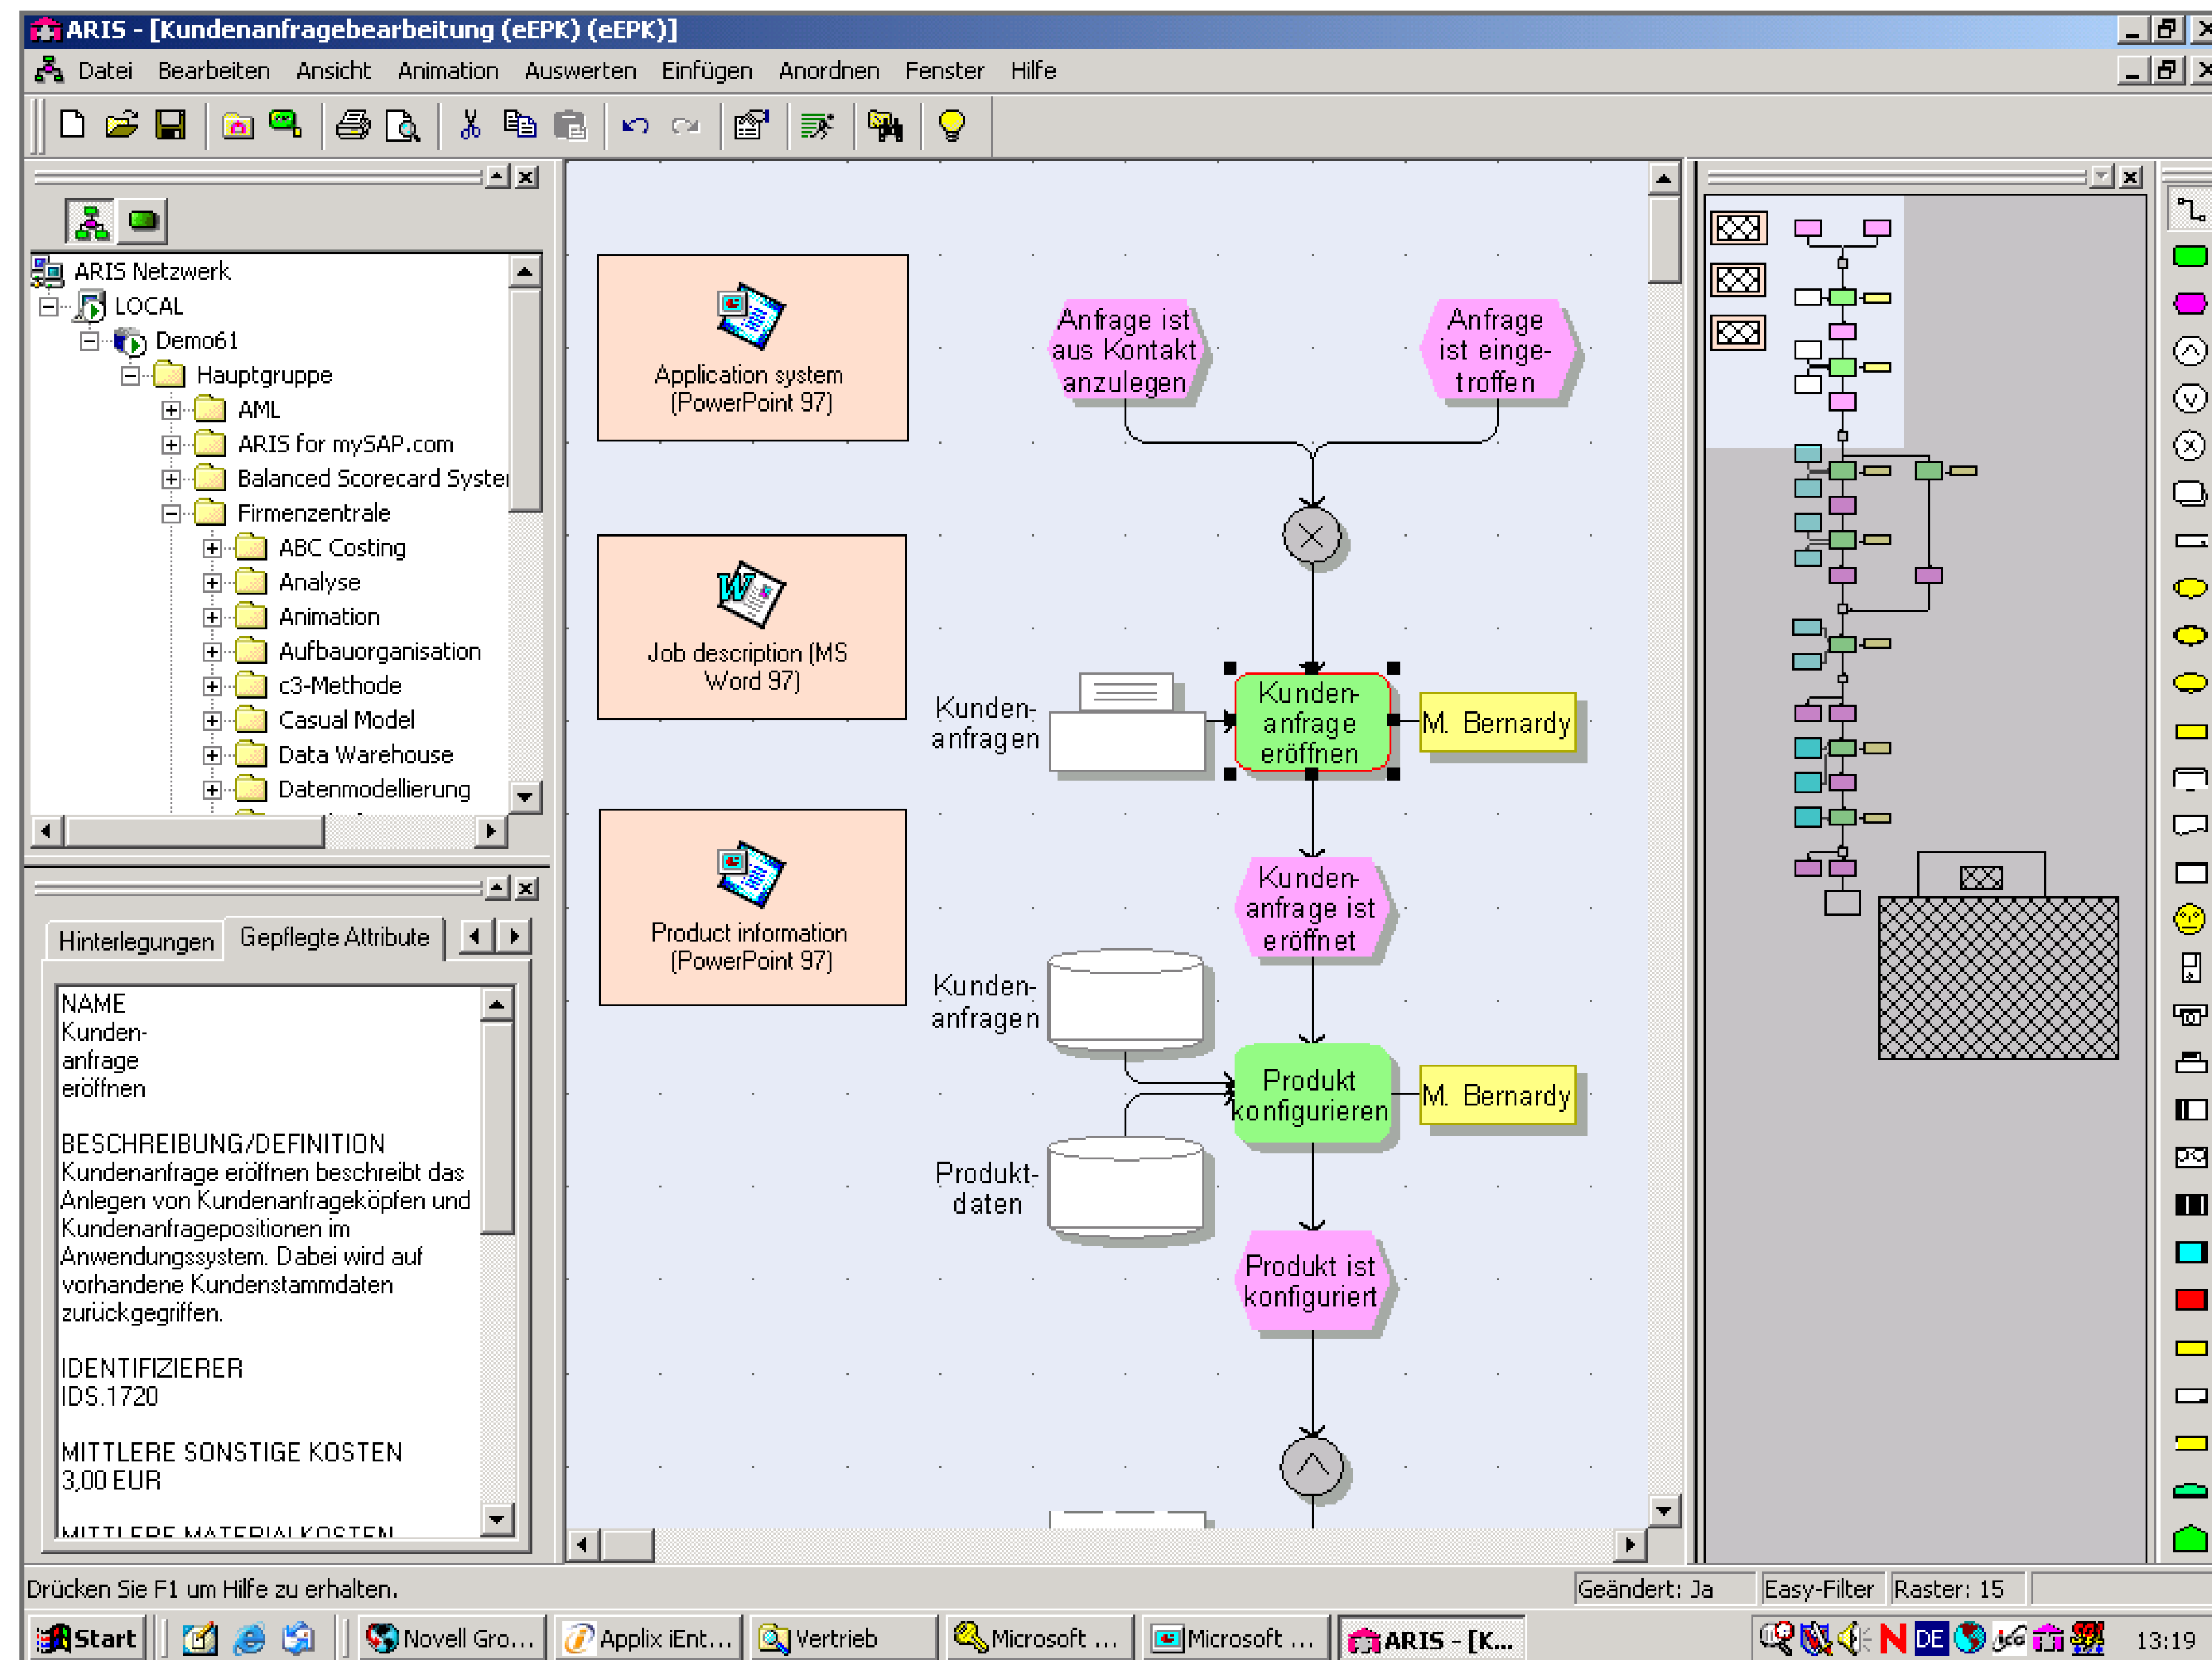 ARIS - [Kundenanfragebearbeitung (eEPK) (eEPK)]
Datei Bearbeiten Ansicht Animation Auswerten Einfügen Anordnen Fenster Hilfe
ARIS Netzwerk
LOCAL
Demo61
Hauptgruppe
AML
ARIS for mySAP.com
Balanced Scorecard Syste
Firmenzentrale
ABC Costing
Analyse
Animation
Aufbauorganisation
c3-Methode
Casual Model
Data Warehouse
Datenmodellierung
Hinterlegungen
Gepflegte Attribute
NAME
Kunden-
anfrage
eröffnen
BESCHREIBUNG/DEFINITION
Kundenanfrage eröffnen beschreibt das
Anlegen von Kundenanfrageköpfen und
Kundenanfragepositionen im
Anwendungssystem. Dabei wird auf
vorhandene Kundenstammdaten
zurückgegriffen.
IDENTIFIZIERER
IDS.1720
MITTLERE SONSTIGE KOSTEN
3,00 EUR
MITTLERE MATERIALKOSTEN
Application system
(PowerPoint 97)
Job description (MS
Word 97)
Product information
(PowerPoint 97)
Anfrage ist
aus Kontakt
anzulegen
Anfrage
ist einge-
troffen
Kunden-
anfragen
Kunden-
anfrage
eröffnen
M. Bernardy
Kunden-
anfrage ist
eröffnet
Kunden-
anfragen
Produkt
konfigurieren
M. Bernardy
Produkt-
daten
Produkt ist
konfiguriert
Drücken Sie F1 um Hilfe zu erhalten.
Geändert: Ja
Easy-Filter
Raster: 15
Start
Novell Gro...
Applix iEnt...
Vertrieb
Microsoft ...
Microsoft ...
ARIS - [K...
N
DE
13:19